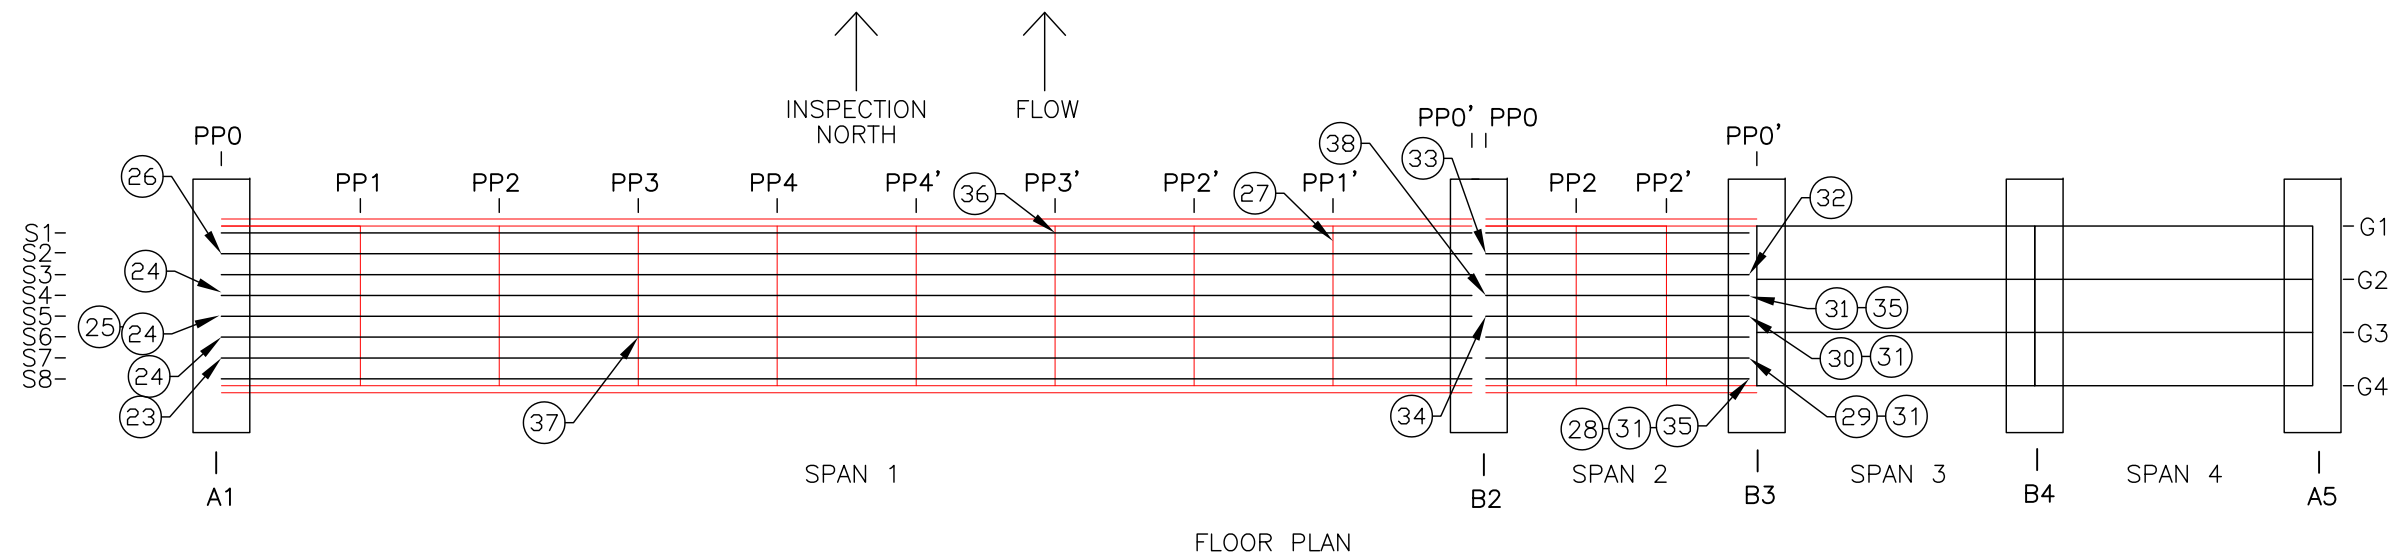 INSPECTION NORTH
FLOW
PP0
PP0' PP0
PP0'
PP1 PP2 PP3 PP4 PP4' PP3' PP2' PP1' PP2 PP2'
26
38
33
36
27
32
S1
S2
S3
S4
S5
S6
S7
S8
24
25 24
24
23
37
34
31 35
30 31
29 31
28 31 35
G1
G2
G3
G4
SPAN 1
SPAN 2
SPAN 3
SPAN 4
A1
B2
B3
B4
A5
FLOOR PLAN